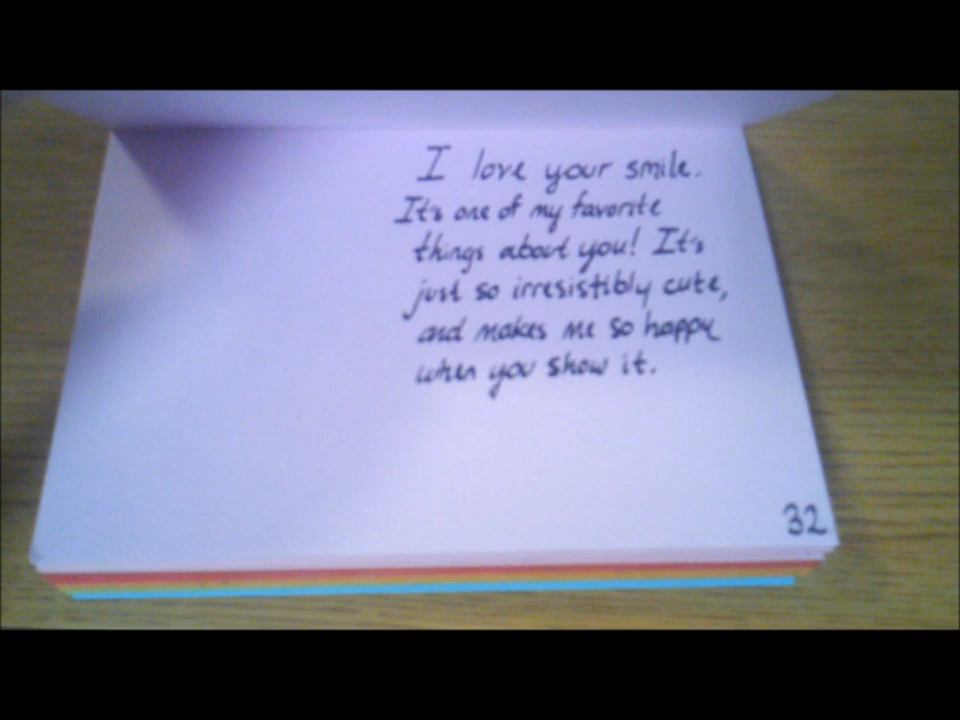 I love your smile.
It's one of my favorite
things about you! It's
just so irresistibly cute,
and makes me so happy
when you show it.
32